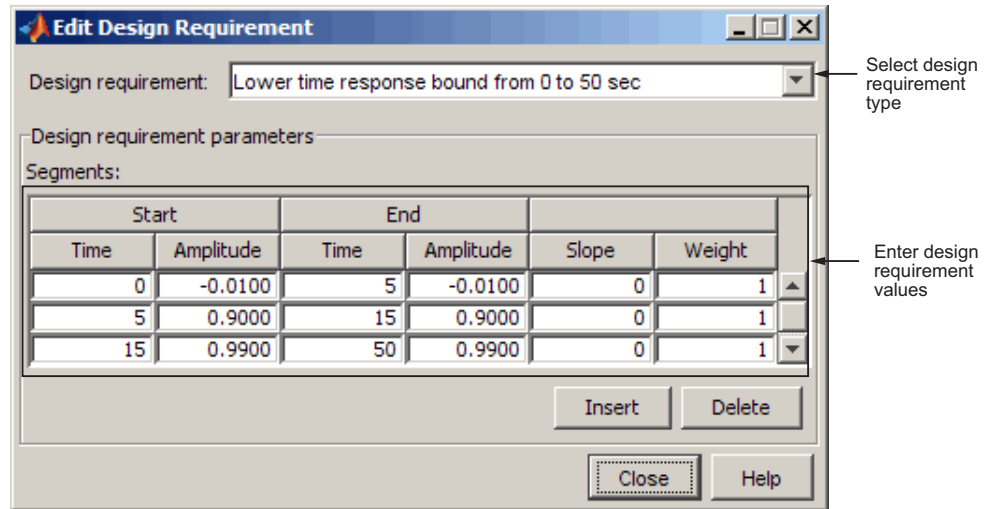 Edit Design Requirement
Design requirement: Lower time response bound from 0 to 50 sec
Select design
requirement
type
Design requirement parameters
Segments:
Start End
Time Amplitude Time Amplitude Slope Weight
0 -0.0100 5 -0.0100 0 1
5 0.9000 15 0.9000 0 1
15 0.9900 50 0.9900 0 1
Enter design
requirement
values
Insert Delete
Close Help